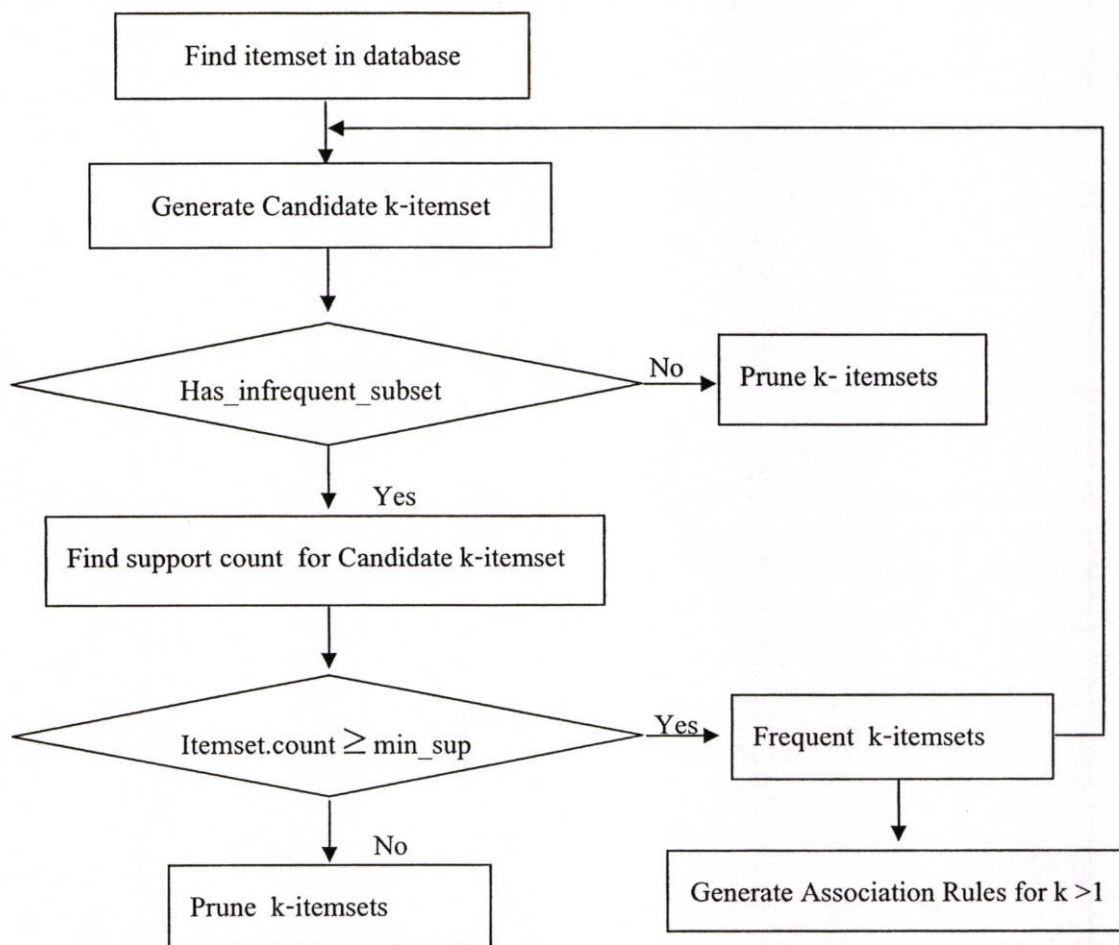 Find itemset in database
Generate Candidate k-itemset
Has_infrequent_subset
No
Prune k- itemsets
Yes
Find support count for Candidate k-itemset
Itemset.count ≥ min_sup
Yes
Frequent k-itemsets
No
Prune k-itemsets
Generate Association Rules for k >1